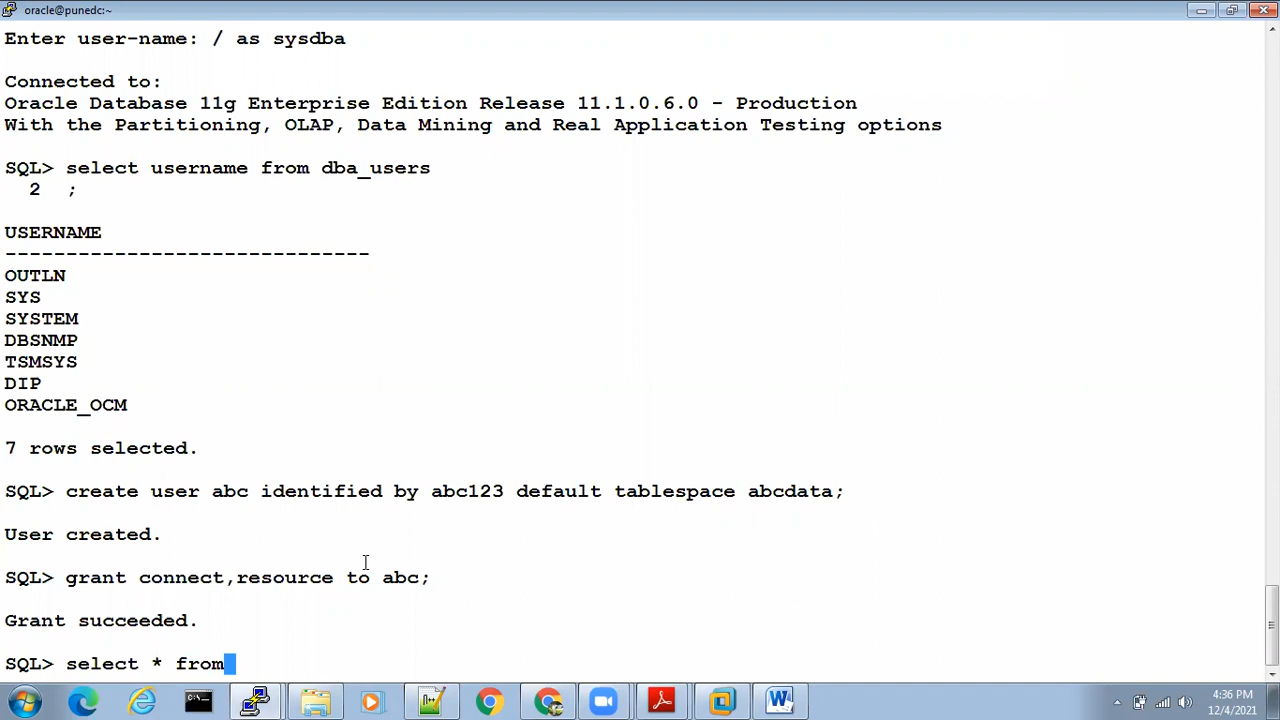 oracle@punedc:~
Enter user-name: / as sysdba
Connected to:
Oracle Database 11g Enterprise Edition Release 11.1.0.6.0 - Production
With the Partitioning, OLAP, Data Mining and Real Application Testing options
SQL> select username from dba_users
2 ;
USERNAME
------------------------------
OUTLN
SYS
SYSTEM
DBSNMP
TSMSYS
DIP
ORACLE_OCM
7 rows selected.
SQL> create user abc identified by abc123 default tablespace abcdata;
User created.
SQL> grant connect,resource to abc;
Grant succeeded.
SQL> select * from
4:36 PM
12/4/2021